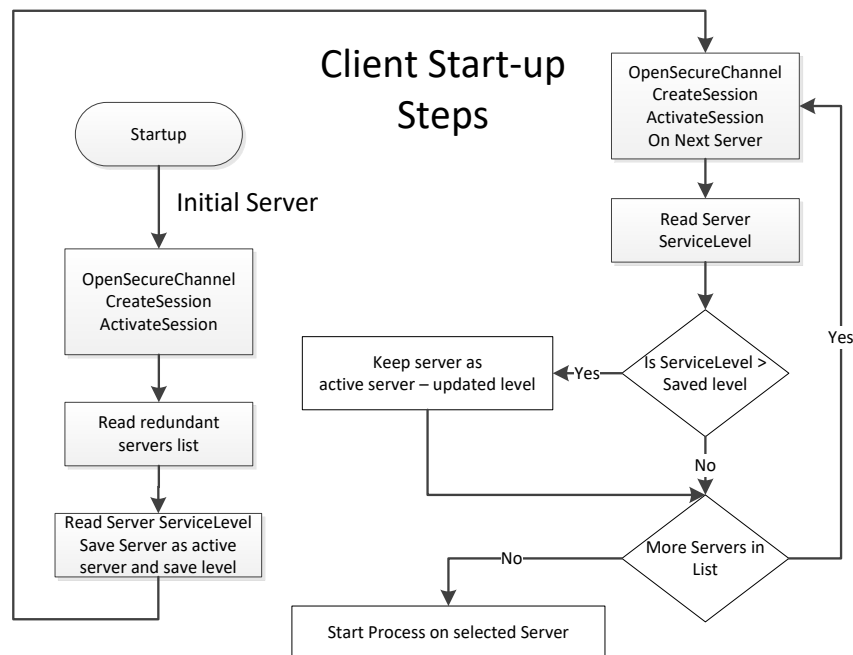 Client Start-up
Steps
Startup
Initial Server
OpenSecureChannel
CreateSession
ActivateSession
Read redundant
servers list
Read Server ServiceLevel
Save Server as active
server and save level
OpenSecureChannel
CreateSession
ActivateSession
On Next Server
Read Server
ServiceLevel
Is ServiceLevel >
Saved level
Yes
Keep server as
active server – updated level
No
More Servers in
List
Yes
No
Start Process on selected Server